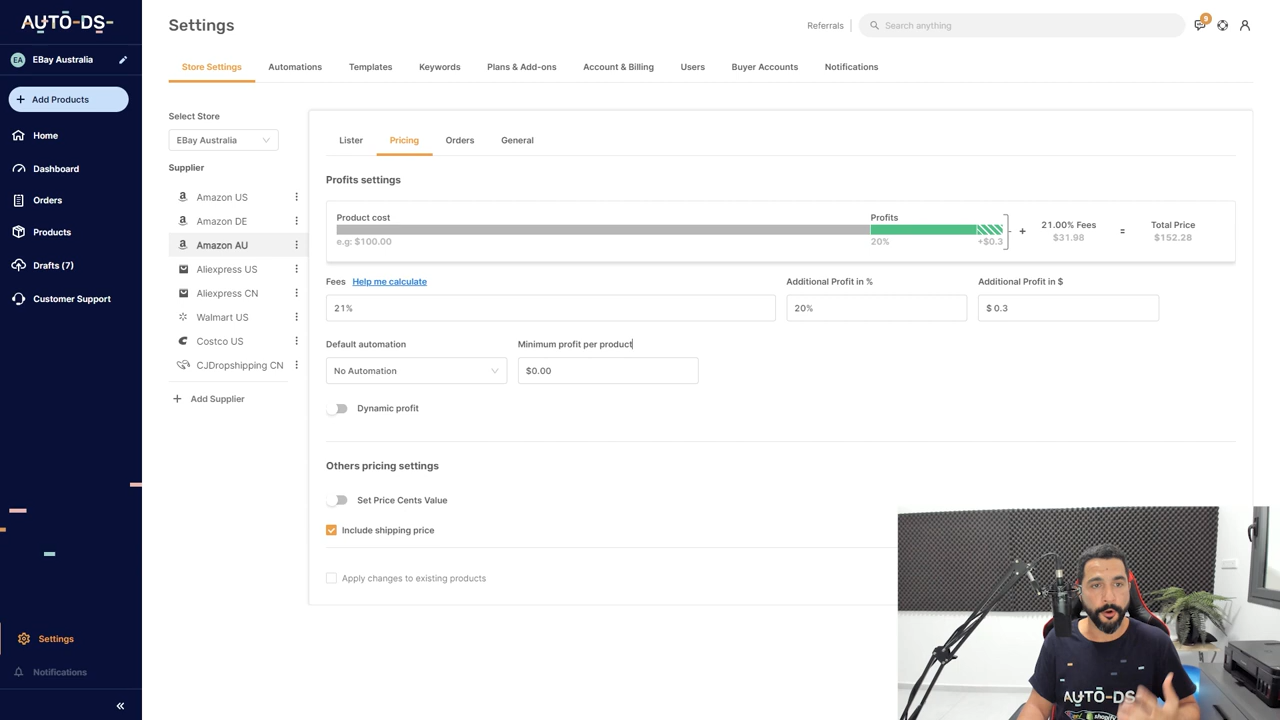 AUTO-DS-
Settings
Referrals
Search anything
9
EA
EBay Australia
Store Settings
Automations
Templates
Keywords
Plans & Add-ons
Account & Billing
Users
Buyer Accounts
Notifications
Add Products
Home
Dashboard
Orders
Products
Drafts (7)
Customer Support
Settings
Notifications
Select Store
EBay Australia
Supplier
Amazon US
Amazon DE
Amazon AU
Aliexpress US
Aliexpress CN
Walmart US
Costco US
CJDropshipping CN
Add Supplier
Lister
Pricing
Orders
General
Profits settings
Product cost
Profits
e.g: $100.00
20%
+$0.3
+
21.00% Fees
$31.98
=
Total Price
$152.28
Fees
Help me calculate
Additional Profit in %
Additional Profit in $
21%
20%
$ 0.3
Default automation
Minimum profit per product
No Automation
$0.00
Dynamic profit
Others pricing settings
Set Price Cents Value
Include shipping price
Apply changes to existing products
AUTO-DS-
shopify